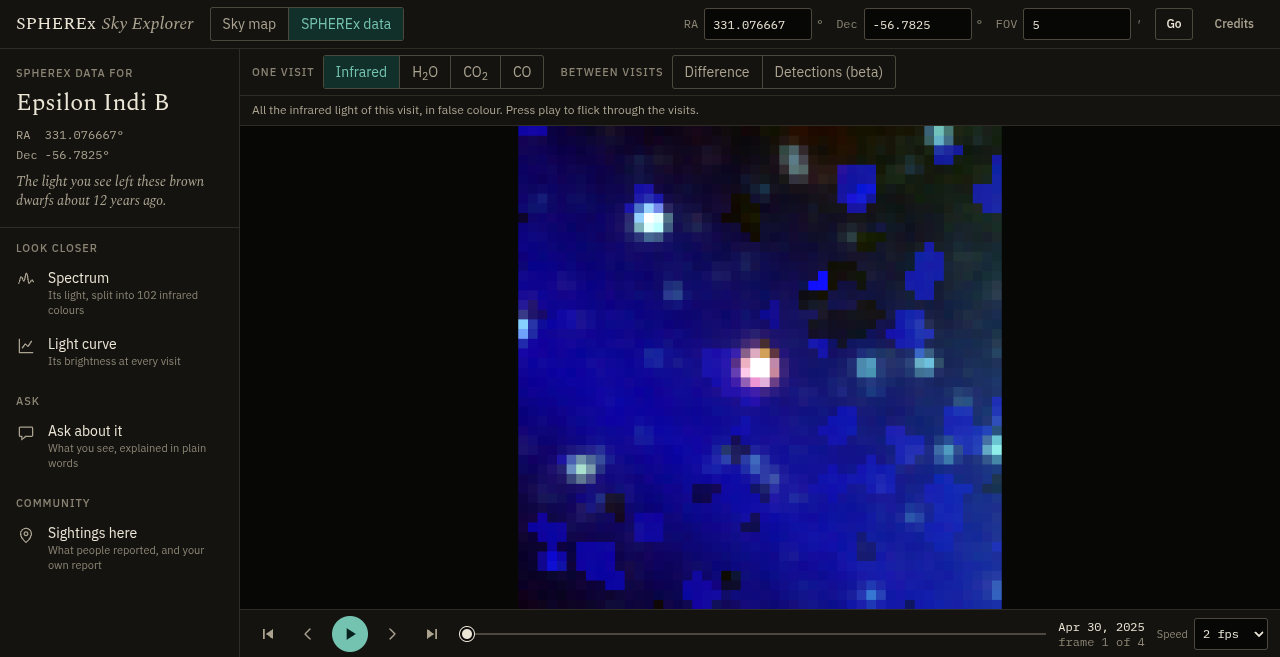 SPHEREx Sky Explorer
Sky map
SPHEREx data
RA 331.076667 °
Dec -56.7825 °
FOV 5 ′
Go
Credits
SPHEREX DATA FOR
Epsilon Indi B
RA 331.076667°
Dec -56.7825°
The light you see left these brown
dwarfs about 12 years ago.
LOOK CLOSER
Spectrum
Its light, split into 102 infrared
colours
Light curve
Its brightness at every visit
ASK
Ask about it
What you see, explained in plain
words
COMMUNITY
Sightings here
What people reported, and your
own report
ONE VISIT
Infrared
H₂O
CO₂
CO
BETWEEN VISITS
Difference
Detections (beta)
All the infrared light of this visit, in false colour. Press play to flick through the visits.
Apr 30, 2025
frame 1 of 4
Speed
2 fps